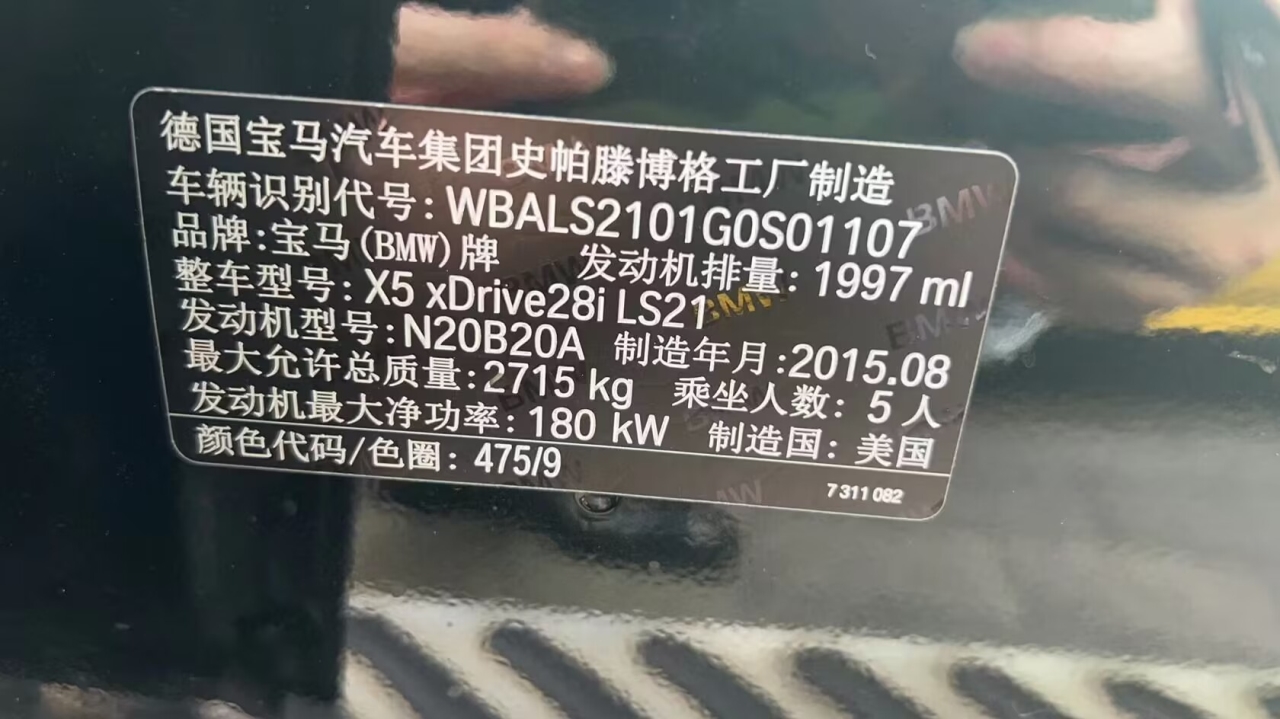 德国宝马汽车集团史帕滕博格工厂制造
车辆识别代号: WBALS2101G0S01107
品牌: 宝马(BMW)牌 发动机排量: 1997 ml
整车型号: X5 xDrive28i LS21
发动机型号: N20B20A 制造年月: 2015.08
最大允许总质量: 2715 kg 乘坐人数: 5 人
发动机最大净功率: 180 kW 制造国: 美国
颜色代码/色圈: 475/9
7 311 082
BMW
BMW
BMW
BMW
BMW